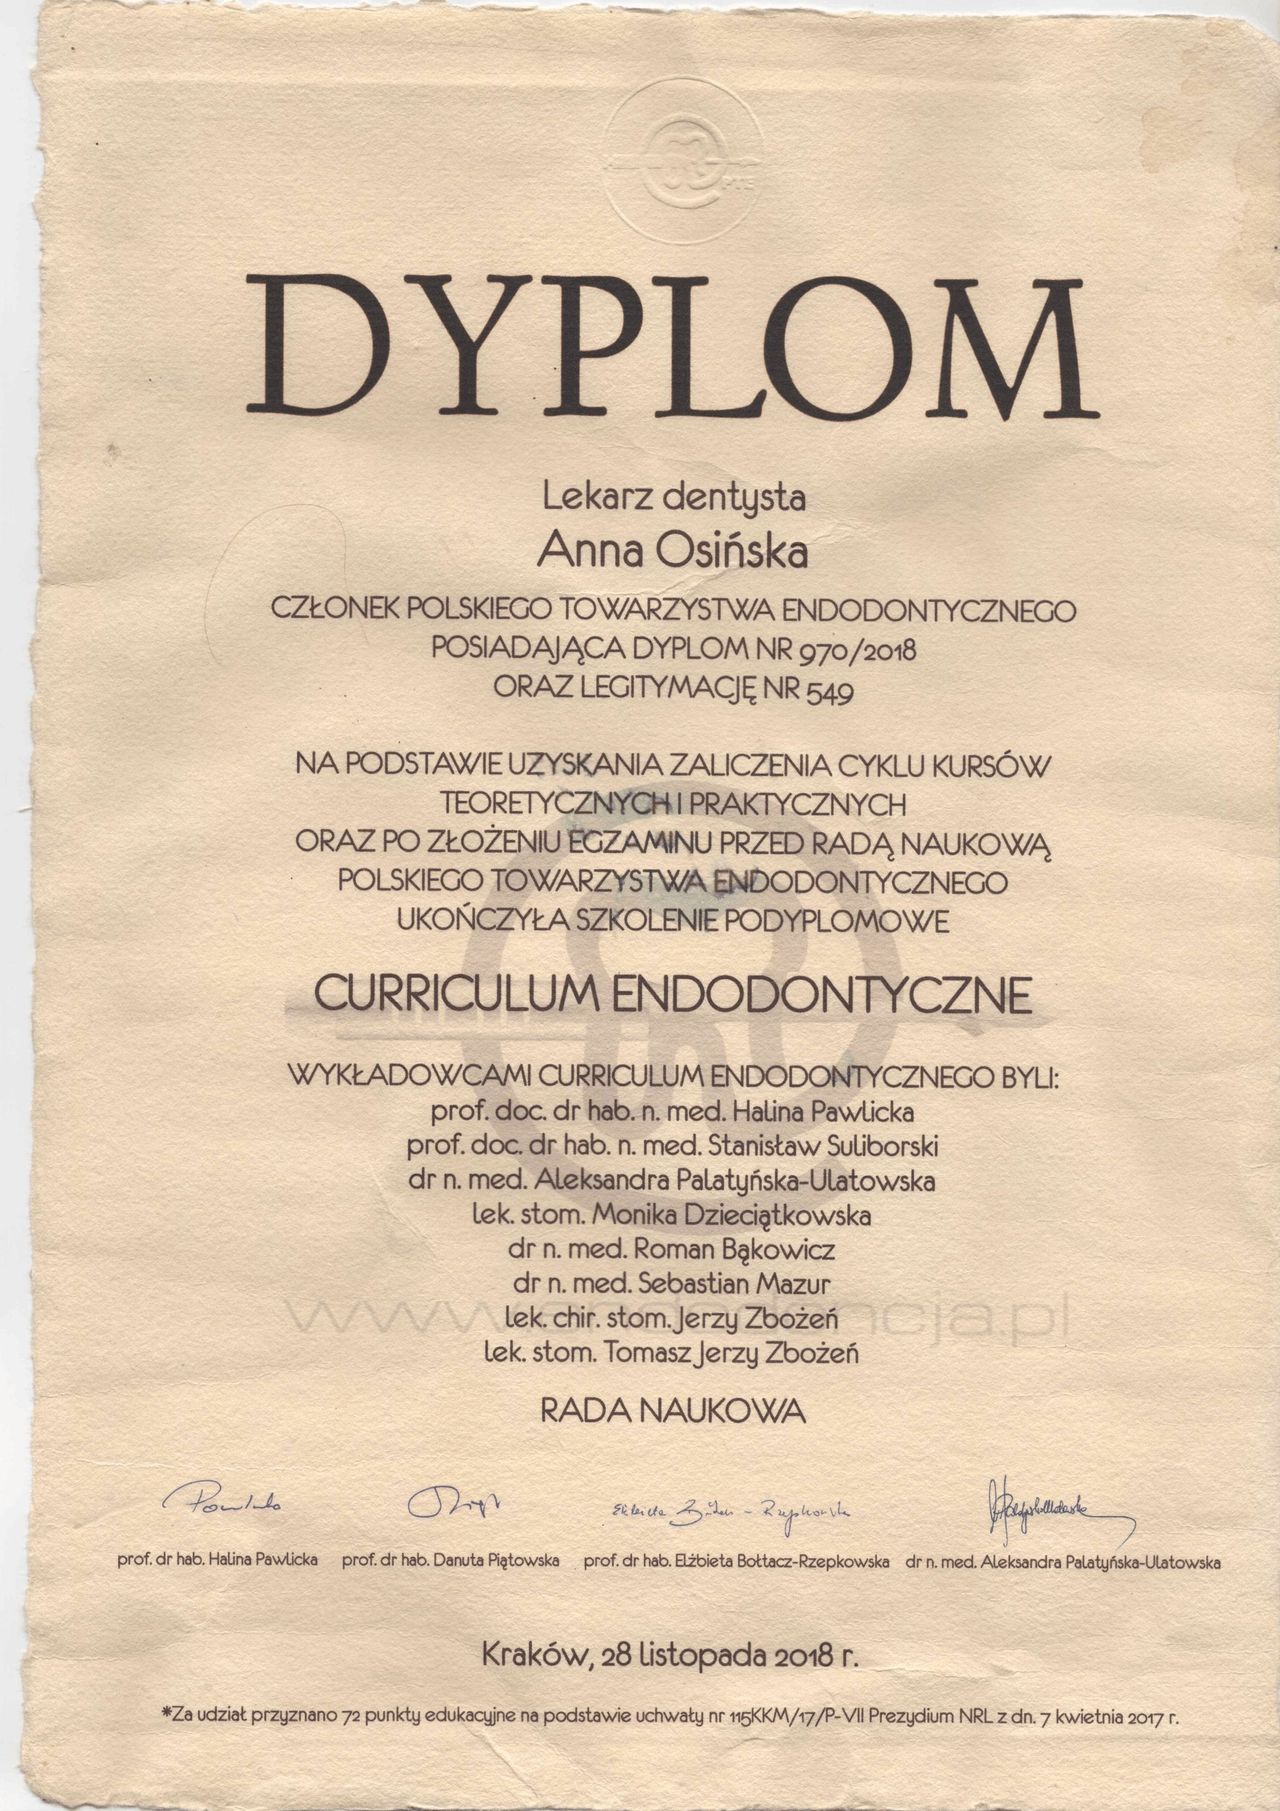 PTE
DYPLOM
Lekarz dentysta
Anna Osińska
CZŁONEK POLSKIEGO TOWARZYSTWA ENDODONTYCZNEGO
POSIADAJĄCA DYPLOM NR 970/2018
ORAZ LEGITYMACJĘ NR 549
NA PODSTAWIE UZYSKANIA ZALICZENIA CYKLU KURSÓW
TEORETYCZNYCH I PRAKTYCZNYCH
ORAZ PO ZŁOŻENIU EGZAMINU PRZED RADĄ NAUKOWĄ
POLSKIEGO TOWARZYSTWA ENDODONTYCZNEGO
UKOŃCZYŁA SZKOLENIE PODYPLOMOWE
CURRICULUM ENDODONTYCZNE
WYKŁADOWCAMI CURRICULUM ENDODONTYCZNEGO BYLI:
prof. doc. dr hab. n. med. Halina Pawlicka
prof. doc. dr hab. n. med. Stanisław Suliborski
dr n. med. Aleksandra Palatyńska-Ulatowska
lek. stom. Monika Dzieciątkowska
dr n. med. Roman Bąkowicz
dr n. med. Sebastian Mazur
lek. chir. stom. Jerzy Zbożeń
www.endodoncja.pl
lek. stom. Tomasz Jerzy Zbożeń
RADA NAUKOWA
prof. dr hab. Halina Pawlicka prof. dr hab. Danuta Piątowska prof. dr hab. Elżbieta Bołtacz-Rzepkowska dr n. med. Aleksandra Palatyńska-Ulatowska
Kraków, 28 listopada 2018 r.
*Za udział przyznano 72 punkty edukacyjne na podstawie uchwały nr 115KKM/17/P-VII Prezydium NRL z dn. 7 kwietnia 2017 r.